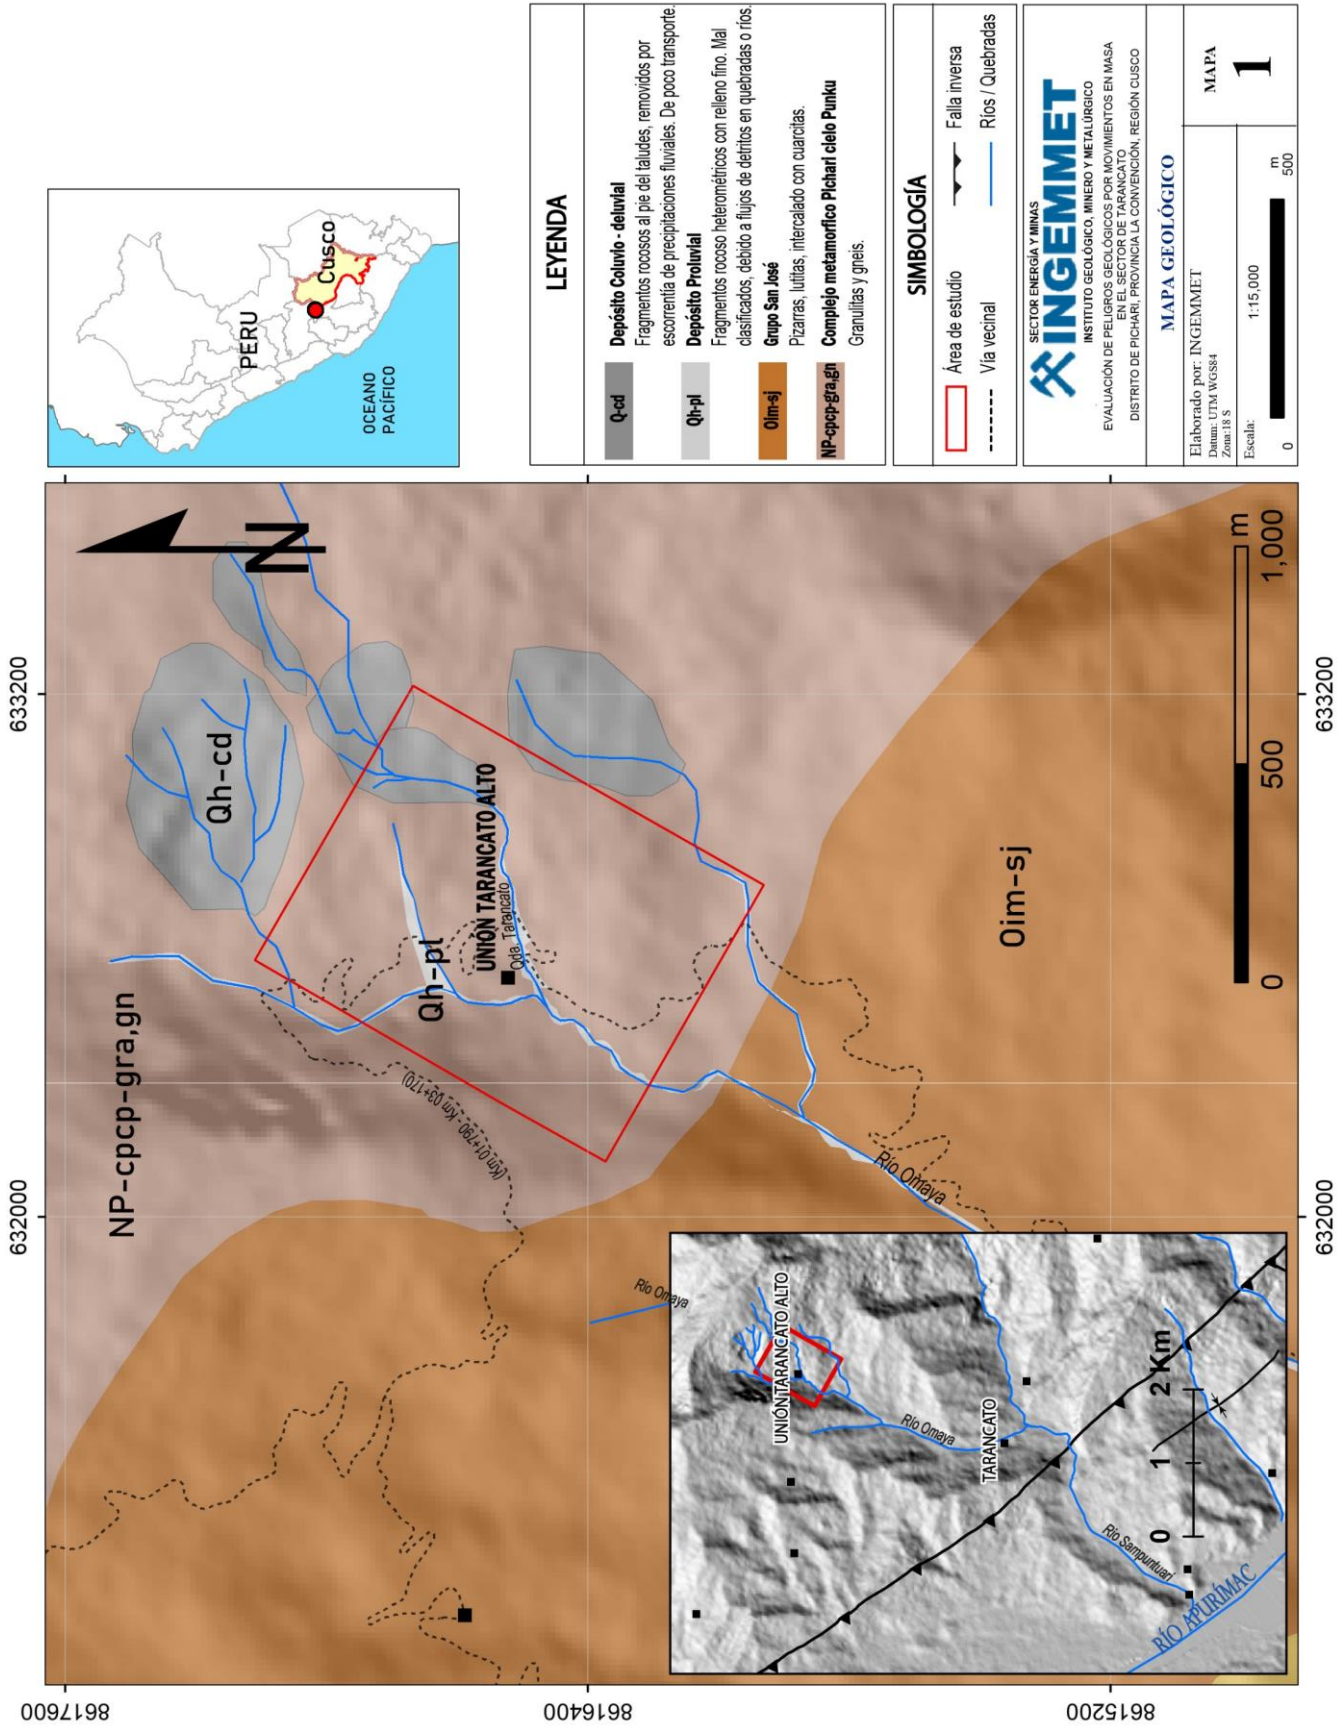 632000
633200
8617600
8616400
8615200
NP-cpcp-gra,gn
Qh-cd
N
Qh-pl
UNION TARANCATO ALTO
Qda. Tarancato
(Km 01+790 - Km 03+170)
Río Omaya
Río Omaya
Oim-sj
0
500
1,000
m
632000
633200
UNIÓN TARANCATO ALTO
Río Omaya
TARANCATO
Río Sampuntuari
RÍO APURÍMAC
0
1
2 Km
PERU
Cusco
OCEANO
PACÍFICO
LEYENDA
Q-cd
Depósito Coluvio - deluvial
Fragmentos rocosos al pie del taludes, removidos por
escorrentía de precipitaciones fluviales. De poco transporte.
Qh-pl
Depósito Proluvial
Fragmentos rocoso heterométricos con relleno fino. Mal
clasificados, debido a flujos de detritos en quebradas o ríos.
Oim-sj
Grupo San José
Pizarras, lutitas, intercalado con cuarcitas.
NP-cpcp-gra,gn
Complejo metamorfico Pichari cielo Punku
Granulitas y gneis.
SIMBOLOGÍA
Área de estudio
Falla inversa
Vía vecinal
Ríos / Quebradas
SECTOR ENERGÍA Y MINAS
INGEMMET
INSTITUTO GEOLÓGICO, MINERO Y METALÚRGICO
EVALUACIÓN DE PELIGROS GEOLÓGICOS POR MOVIMIENTOS EN MASA
EN EL SECTOR DE TARANCATO
DISTRITO DE PICHARI, PROVINCIA LA CONVENCIÓN, REGIÓN CUSCO
MAPA GEOLÓGICO
Elaborado por: INGEMMET
Datum: UTM WGS84
Zona:18 S
MAPA
1
Escala:
1:15,000
0
m
500